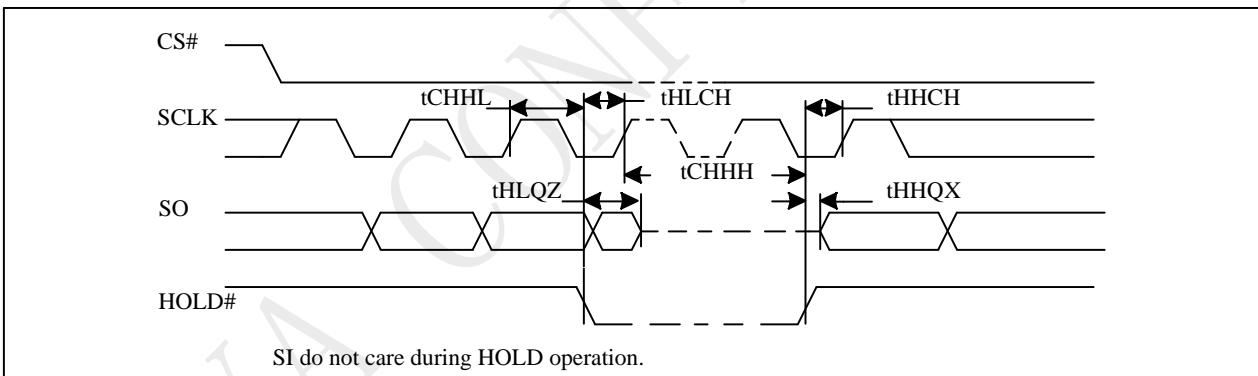 CS#
tCHHL
tHLCH
tHHCH
SCLK
tCHHH
tHLQZ
tHHQX
SO
HOLD#
SI do not care during HOLD operation.